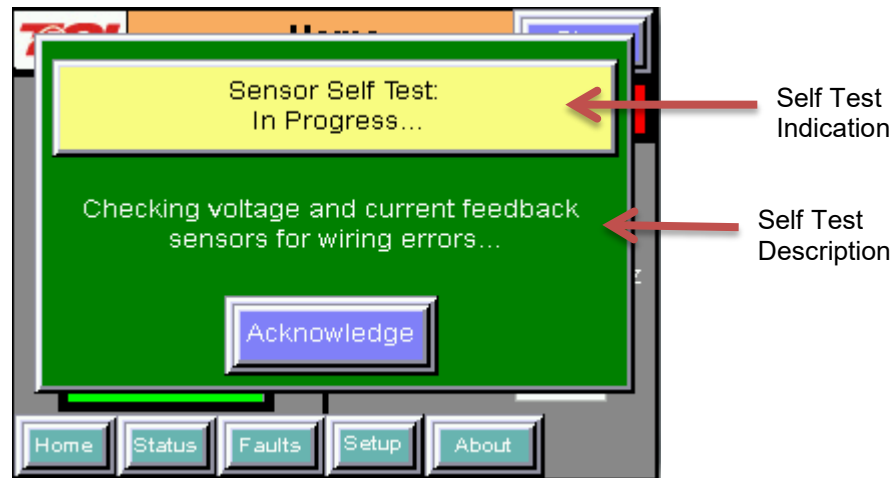 Sensor Self Test:
In Progress...
Self Test
Indication
Checking voltage and current feedback
sensors for wiring errors...
Self Test
Description
Acknowledge
Home Status Faults Setup About